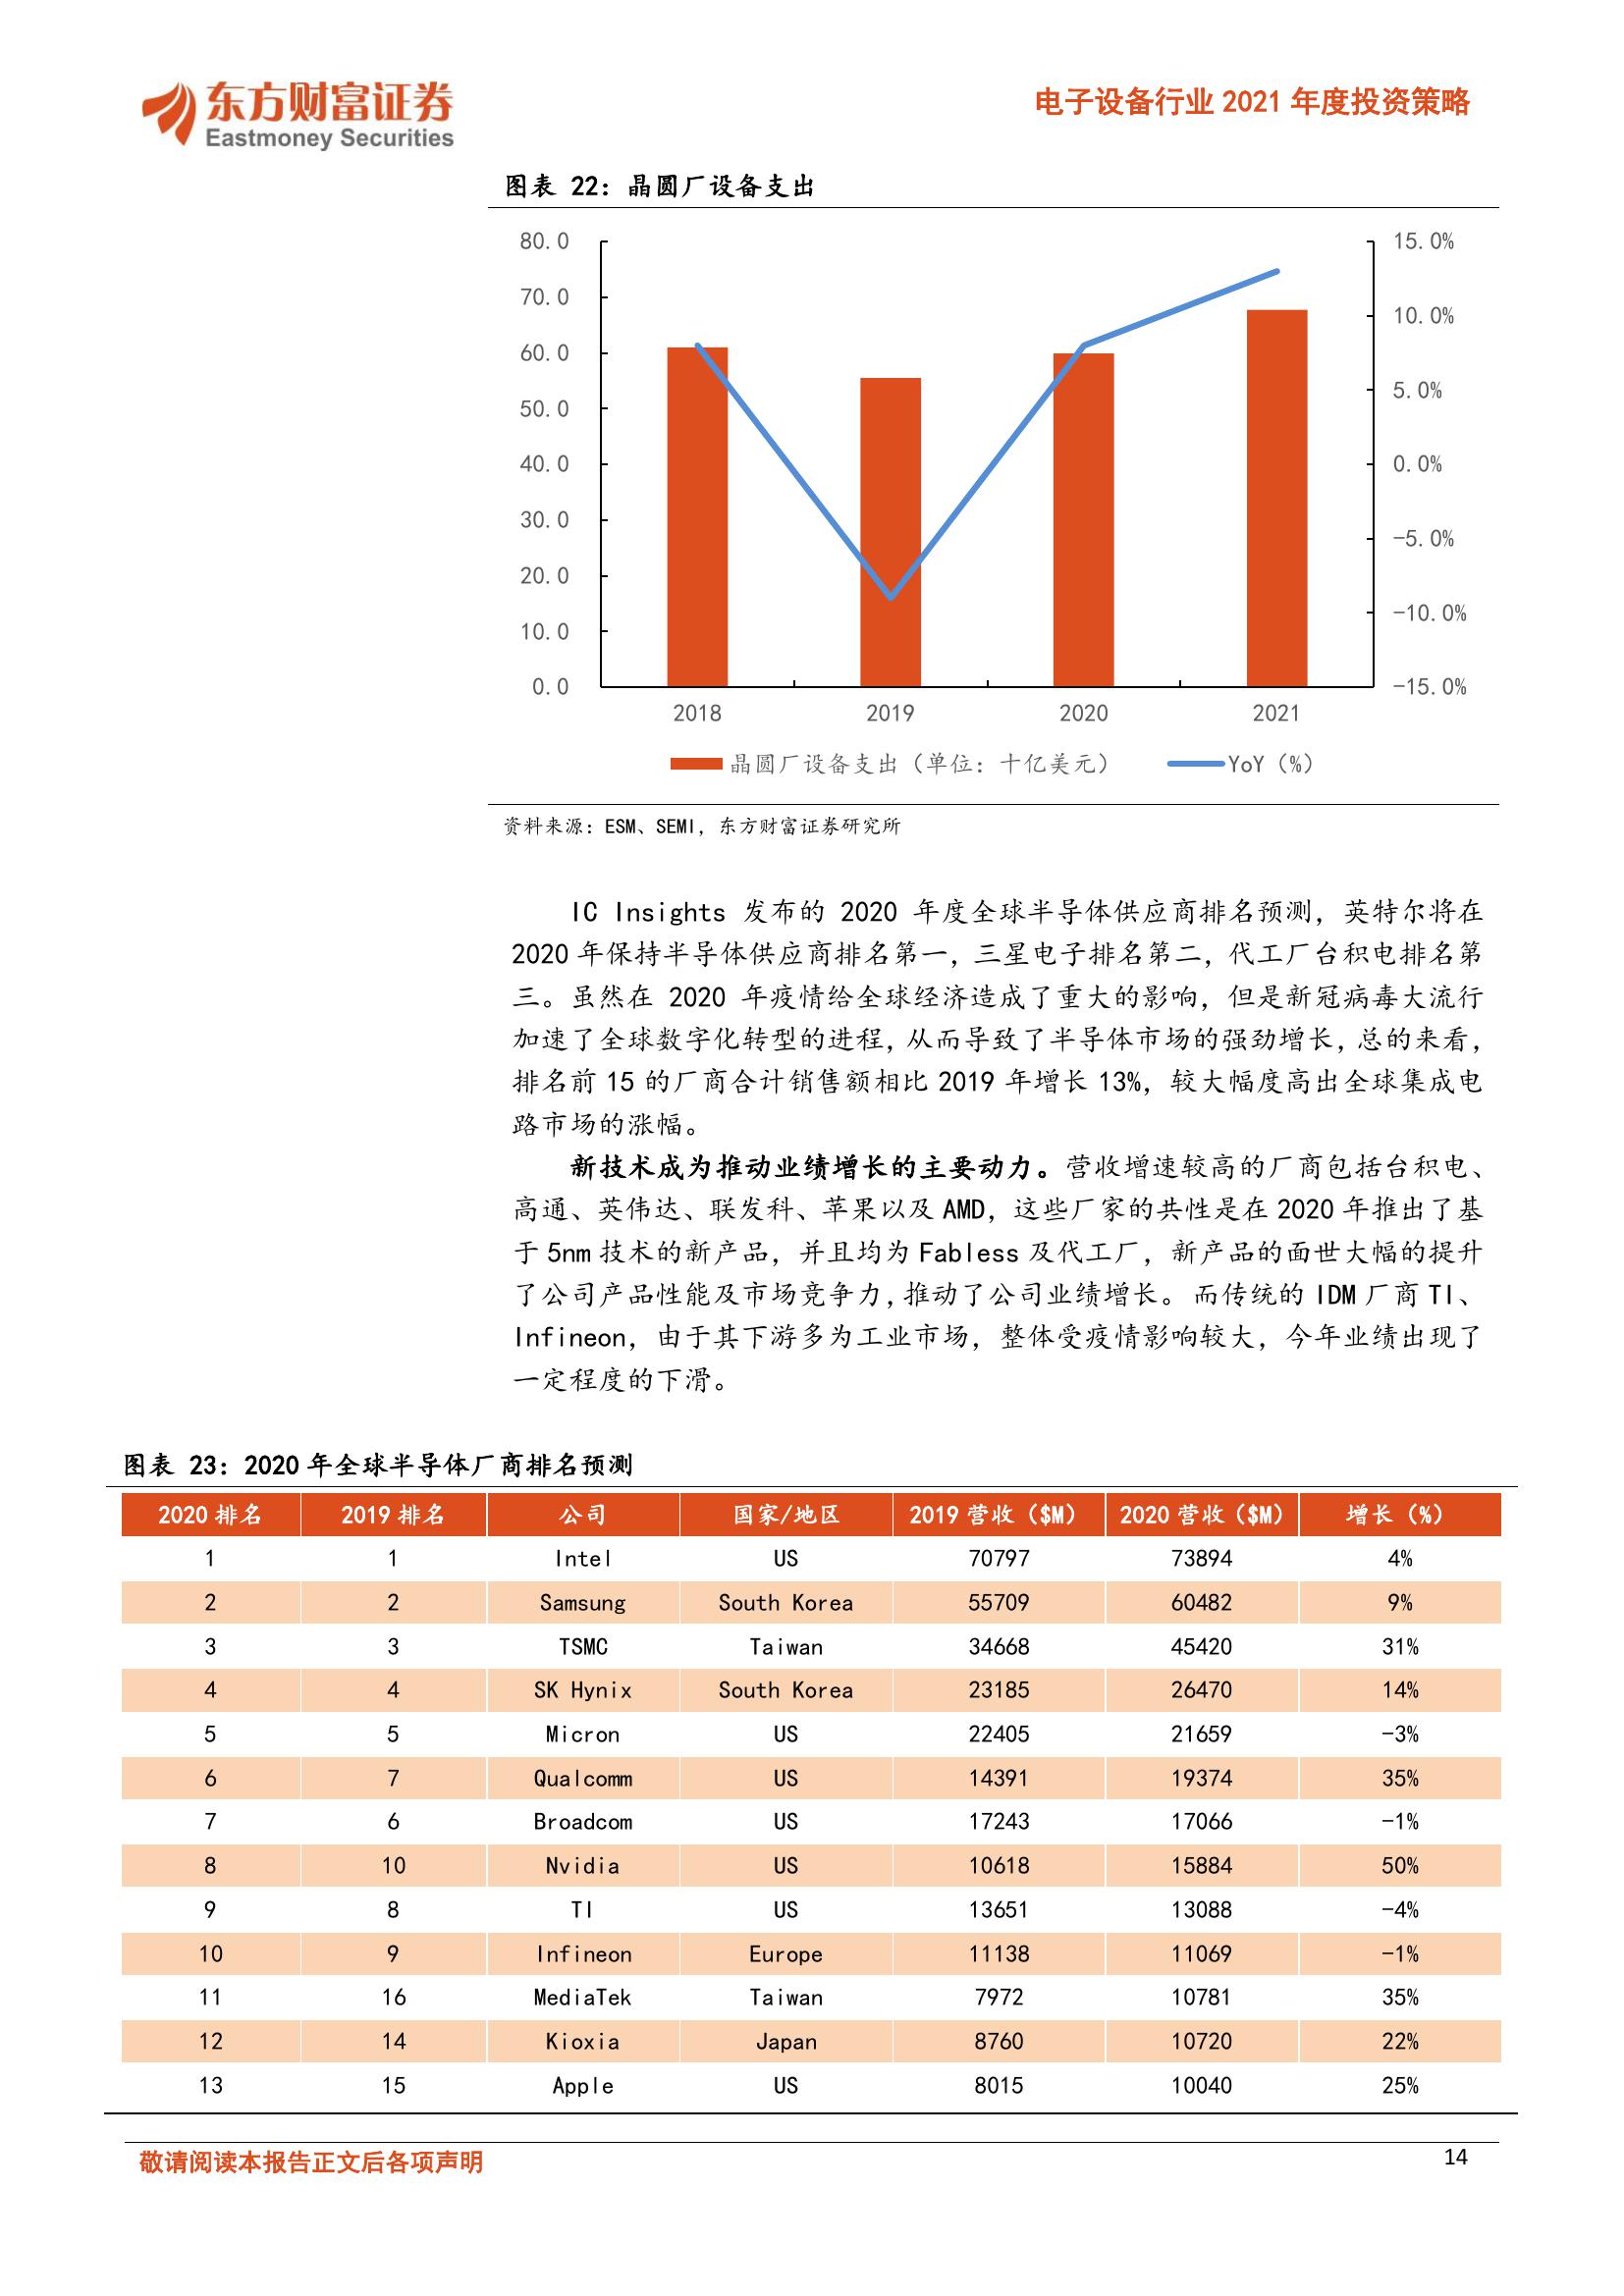 东方财富证券
Eastmoney Securities
电子设备行业 2021 年度投资策略
图表 22：晶圆厂设备支出
80.0
70.0
60.0
50.0
40.0
30.0
20.0
10.0
0.0
15.0%
10.0%
5.0%
0.0%
-5.0%
-10.0%
-15.0%
2018 2019 2020 2021
晶圆厂设备支出（单位：十亿美元） YoY（%）
资料来源：ESM、SEMI，东方财富证券研究所
IC Insights 发布的 2020 年度全球半导体供应商排名预测，英特尔将在
2020 年保持半导体供应商排名第一，三星电子排名第二，代工厂台积电排名第
三。虽然在 2020 年疫情给全球经济造成了重大的影响，但是新冠病毒大流行
加速了全球数字化转型的进程，从而导致了半导体市场的强劲增长，总的来看，
排名前 15 的厂商合计销售额相比 2019 年增长 13%，较大幅度高出全球集成电
路市场的涨幅。
新技术成为推动业绩增长的主要动力。营收增速较高的厂商包括台积电、
高通、英伟达、联发科、苹果以及 AMD，这些厂家的共性是在 2020 年推出了基
于 5nm 技术的新产品，并且均为 Fabless 及代工厂，新产品的面世大幅的提升
了公司产品性能及市场竞争力，推动了公司业绩增长。而传统的 IDM 厂商 TI、
Infineon，由于其下游多为工业市场，整体受疫情影响较大，今年业绩出现了
一定程度的下滑。
图表 23：2020 年全球半导体厂商排名预测
2020 排名 2019 排名 公司 国家/地区 2019 营收（$M） 2020 营收（$M） 增长（%）
1 1 Intel US 70797 73894 4%
2 2 Samsung South Korea 55709 60482 9%
3 3 TSMC Taiwan 34668 45420 31%
4 4 SK Hynix South Korea 23185 26470 14%
5 5 Micron US 22405 21659 -3%
6 7 Qualcomm US 14391 19374 35%
7 6 Broadcom US 17243 17066 -1%
8 10 Nvidia US 10618 15884 50%
9 8 TI US 13651 13088 -4%
10 9 Infineon Europe 11138 11069 -1%
11 16 MediaTek Taiwan 7972 10781 35%
12 14 Kioxia Japan 8760 10720 22%
13 15 Apple US 8015 10040 25%
敬请阅读本报告正文后各项声明
14